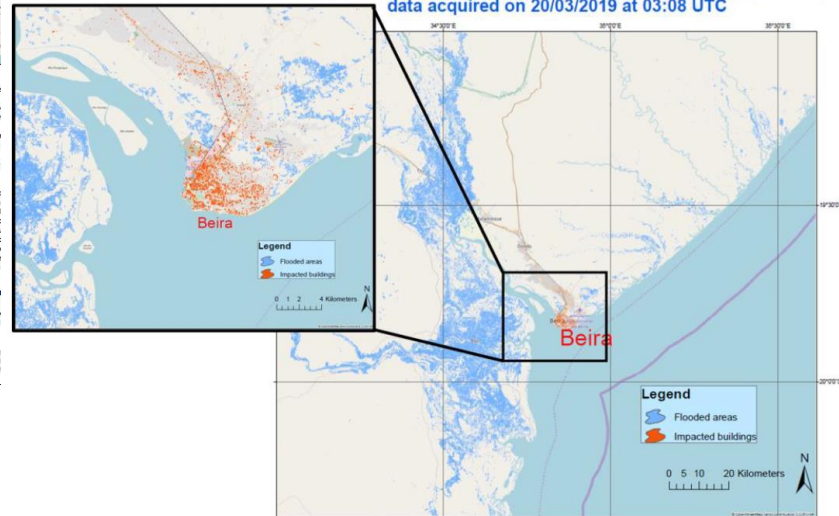 data acquired on 20/03/2019 at 03:08 UTC
34°30'0"E
35°0'0"E
35°30'0"E
Beira
Legend
Flooded areas
Impacted buildings
0 1 2 4 Kilometers
N
19°30'
Beira
20°0'0"
Legend
Flooded areas
Impacted buildings
0 5 10 20 Kilometers
N